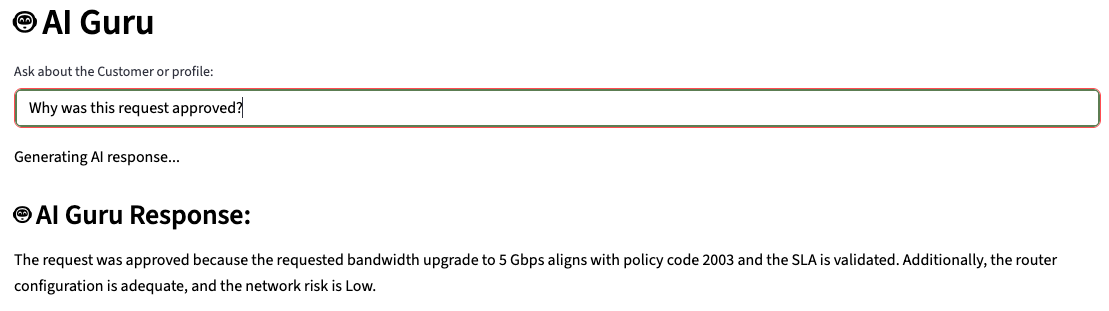 AI Guru
Ask about the Customer or profile:
Why was this request approved?
Generating AI response...
AI Guru Response:
The request was approved because the requested bandwidth upgrade to 5 Gbps aligns with policy code 2003 and the SLA is validated. Additionally, the router
configuration is adequate, and the network risk is Low.